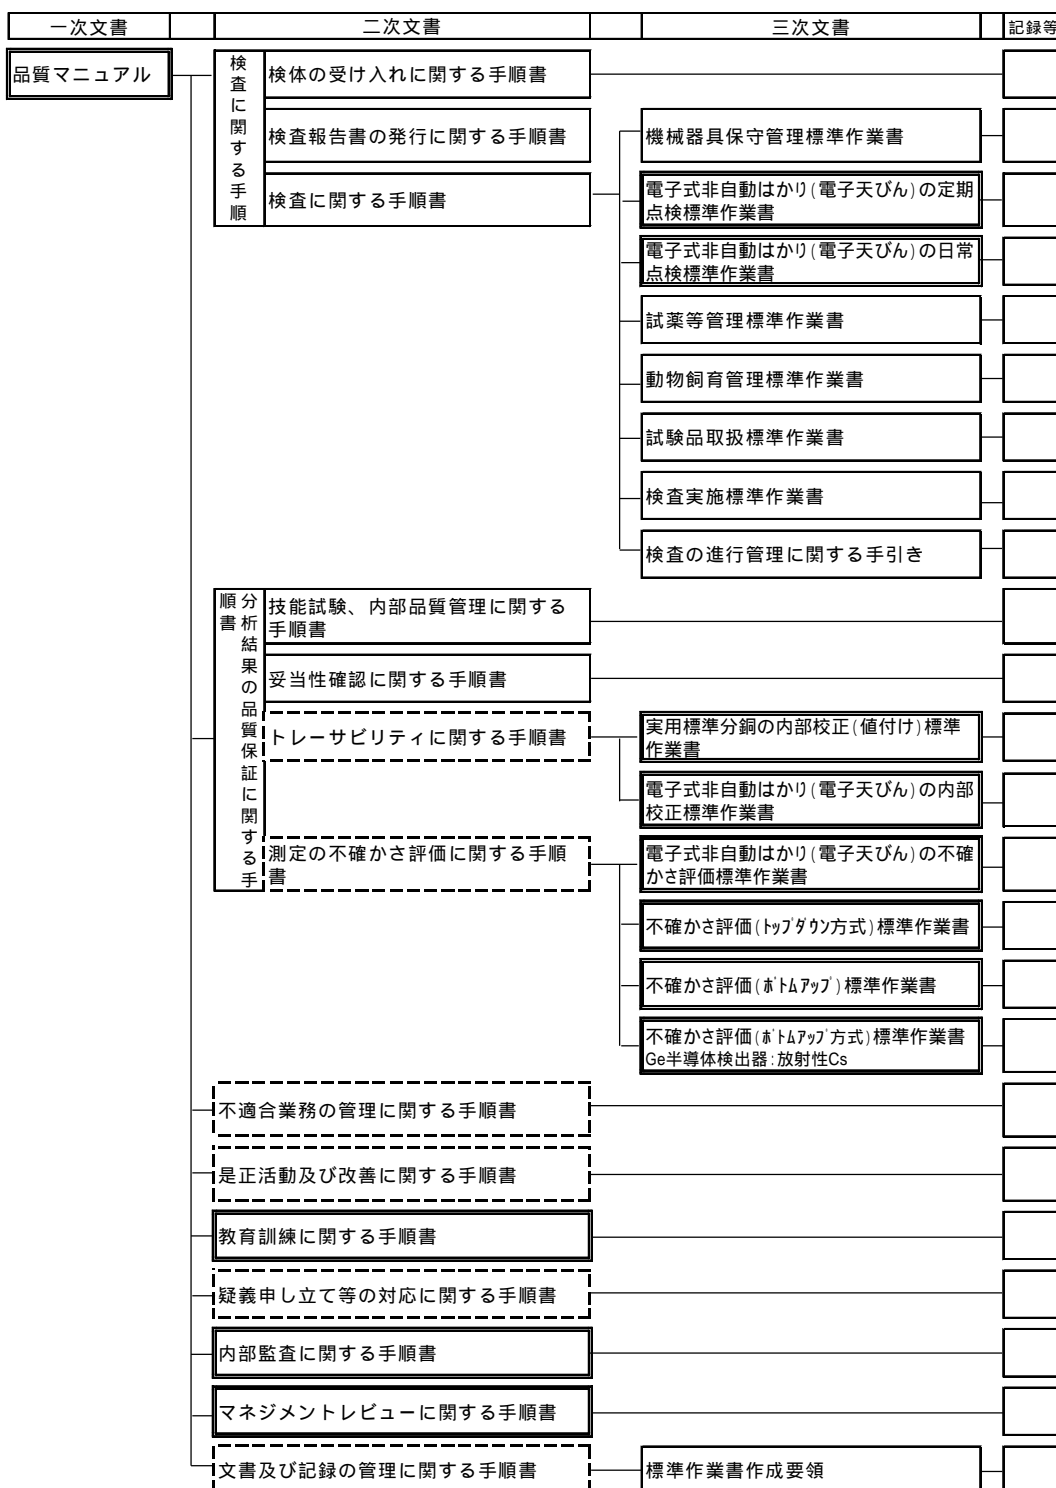 一次文書
二次文書
三次文書
記録等
品質マニュアル
検査に関する手順
検体の受け入れに関する手順書
検査報告書の発行に関する手順書
検査に関する手順書
機械器具保守管理標準作業書
電子式非自動はかり(電子天びん)の定期
点検標準作業書
電子式非自動はかり(電子天びん)の日常
点検標準作業書
試薬等管理標準作業書
動物飼育管理標準作業書
試験品取扱標準作業書
検査実施標準作業書
検査の進行管理に関する手引き
分析結果の品質保証に関する手
順書
技能試験、内部品質管理に関する
手順書
妥当性確認に関する手順書
トレーサビリティに関する手順書
実用標準分銅の内部校正(値付け)標準
作業書
電子式非自動はかり(電子天びん)の内部
校正標準作業書
測定の不確かさ評価に関する手順
書
電子式非自動はかり(電子天びん)の不確
かさ評価標準作業書
不確かさ評価(ﾄｯﾌﾟﾀﾞｳﾝ方式)標準作業書
不確かさ評価(ﾎﾞﾄﾑｱｯﾌﾟ)標準作業書
不確かさ評価(ﾎﾞﾄﾑｱｯﾌﾟ方式)標準作業書
Ge半導体検出器:放射性Cs
不適合業務の管理に関する手順書
是正活動及び改善に関する手順書
教育訓練に関する手順書
疑義申し立て等の対応に関する手順書
内部監査に関する手順書
マネジメントレビューに関する手順書
文書及び記録の管理に関する手順書
標準作業書作成要領